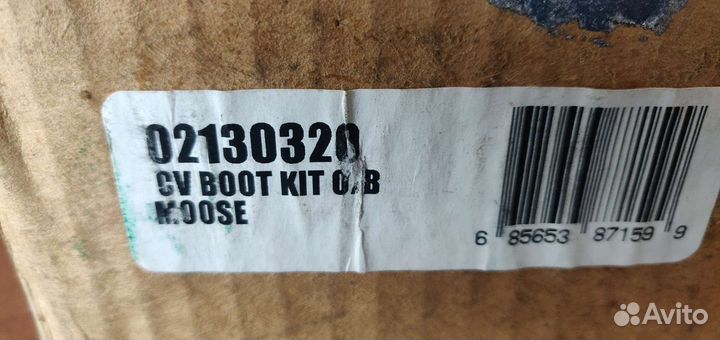 02130320
CV BOOT KIT O/B
MOOSE
6 85653 87159 9
Avito